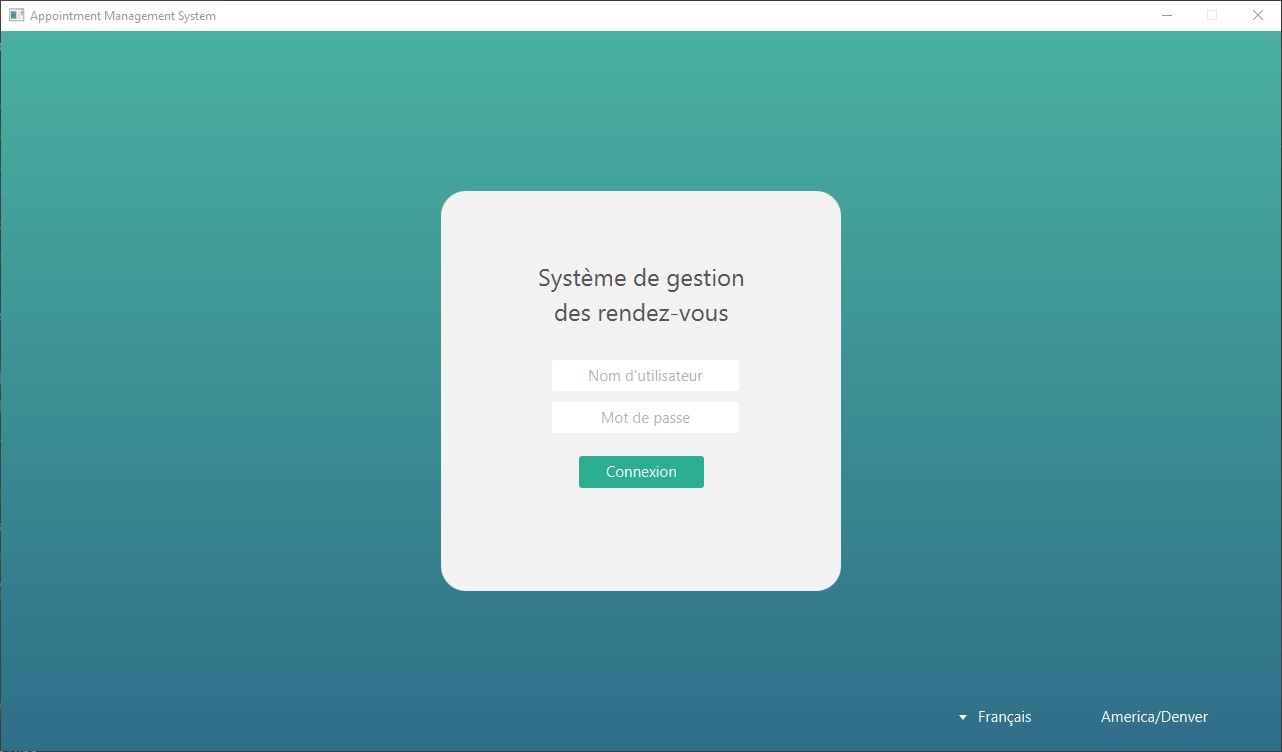 Appointment Management System
Système de gestion
des rendez-vous
Nom d'utilisateur
Mot de passe
Connexion
Français
America/Denver